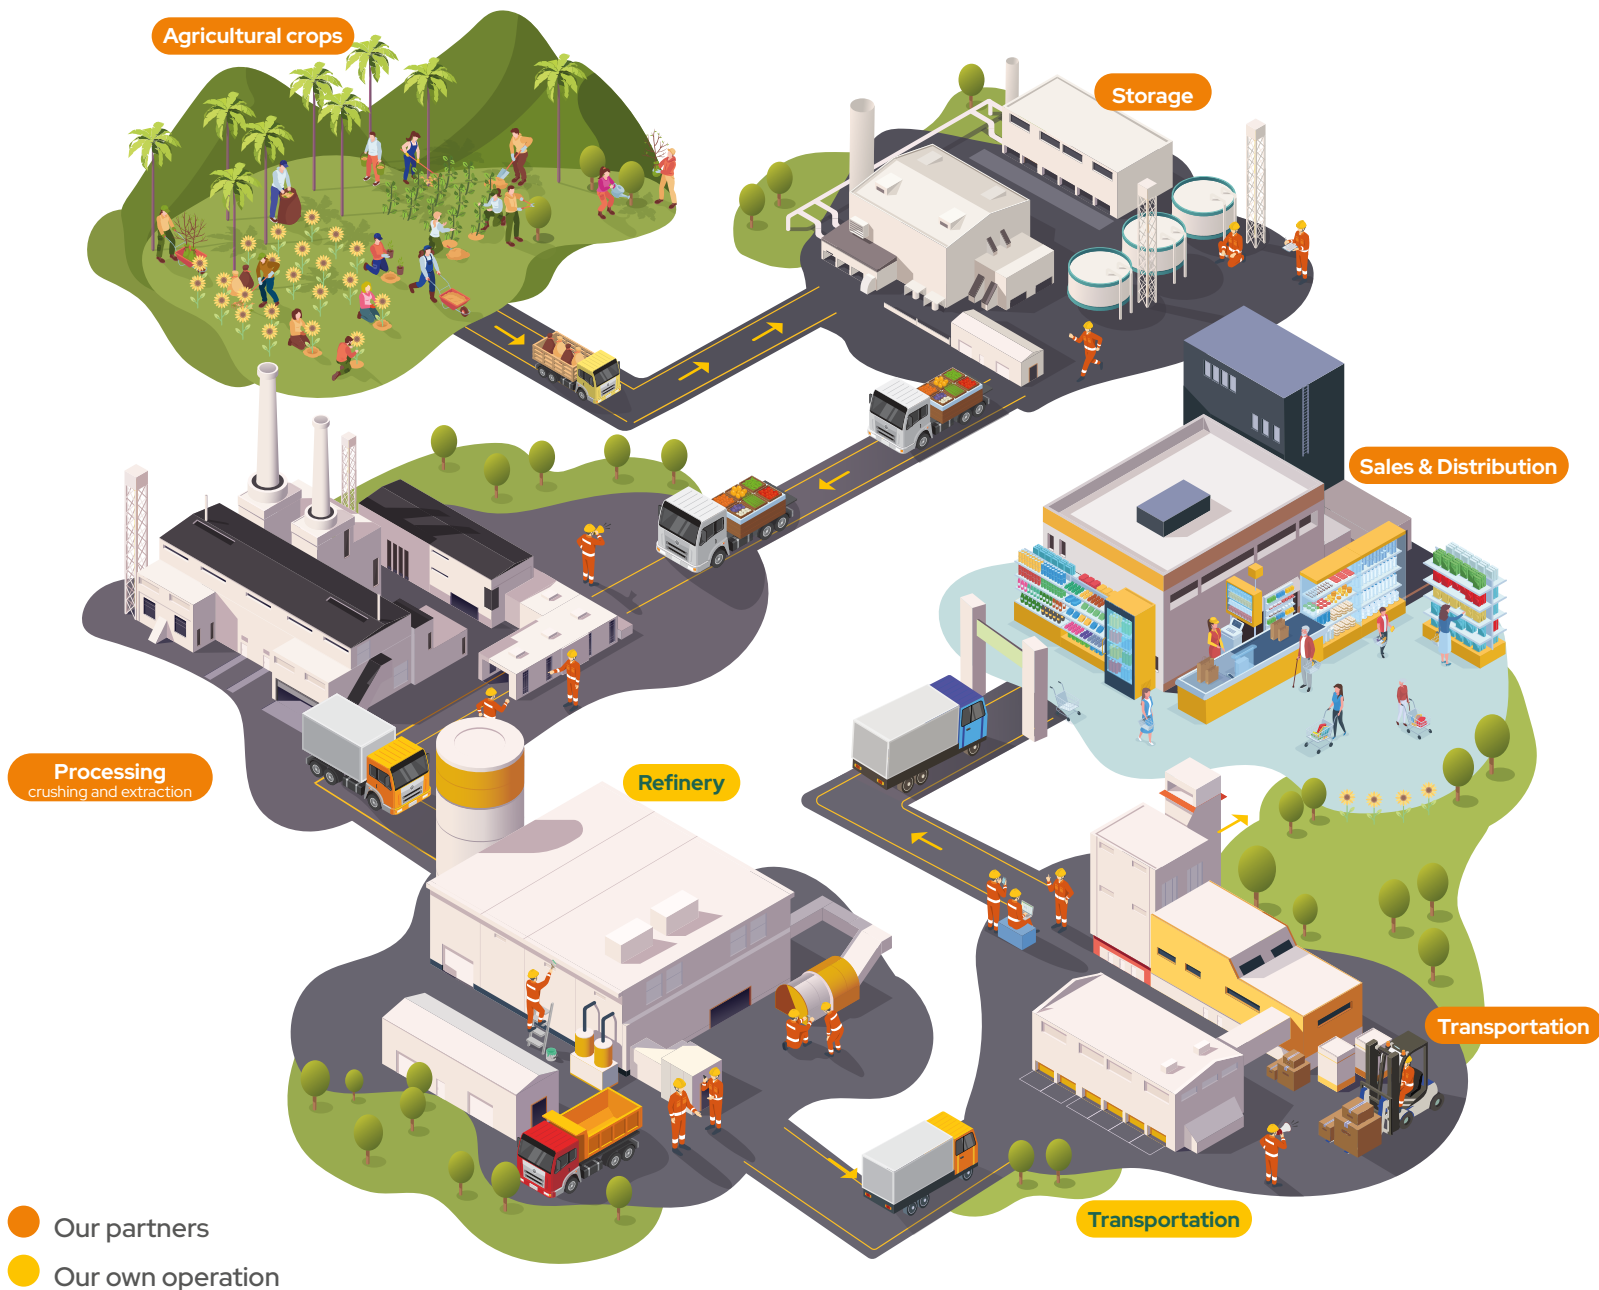 Agricultural crops
Storage
Sales & Distribution
Processing
crushing and extraction
Refinery
Transportation
Transportation
Our partners
Our own operation